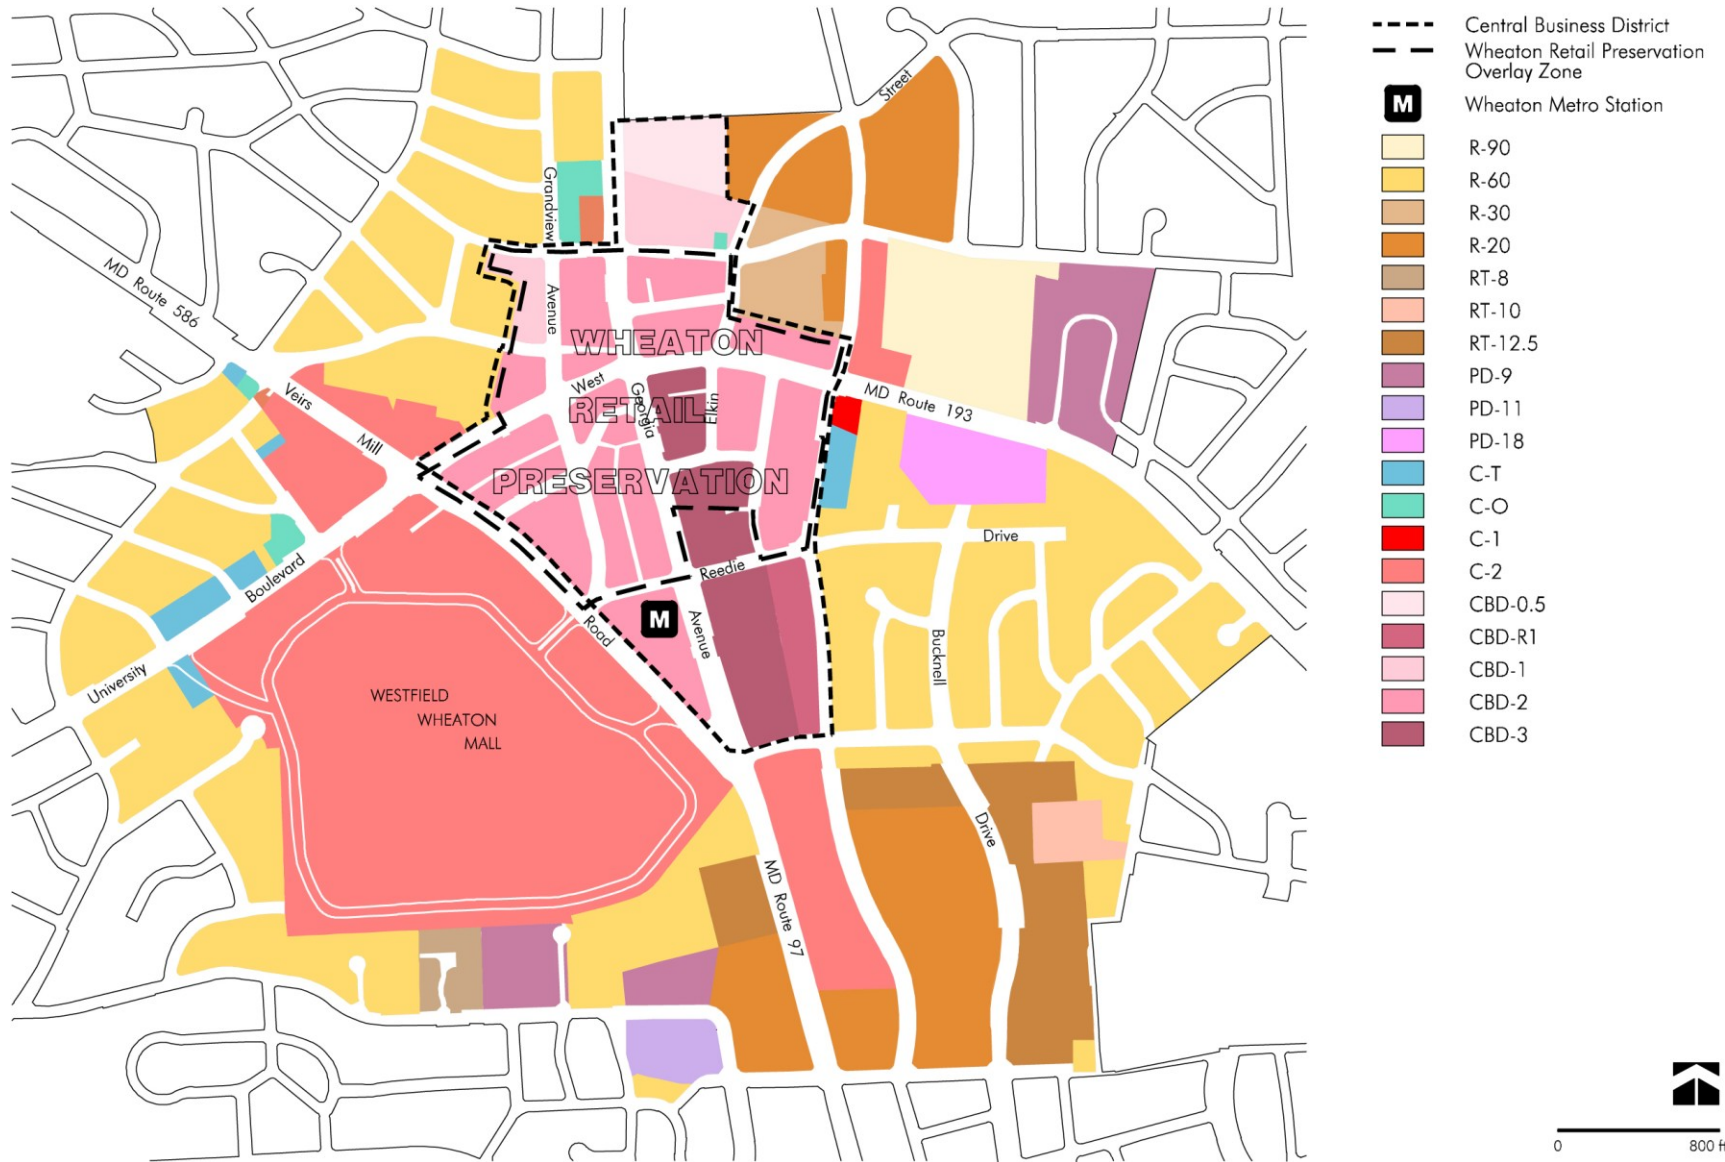 Central Business District
Wheaton Retail Preservation
Overlay Zone
M
Wheaton Metro Station
R-90
R-60
R-30
R-20
RT-8
RT-10
RT-12.5
PD-9
PD-11
PD-18
C-T
C-O
C-1
C-2
CBD-0.5
CBD-R1
CBD-1
CBD-2
CBD-3
0
800 ft
Street
Grandview
Avenue
MD Route 586
WHEATON
West
RETAIL
Georgia
Elkin
PRESERVATION
MD Route 193
Veirs
Mill
Drive
Reedie
Boulevard
M
Road
Avenue
Bucknell
University
WESTFIELD
WHEATON
MALL
Drive
MD Route 97